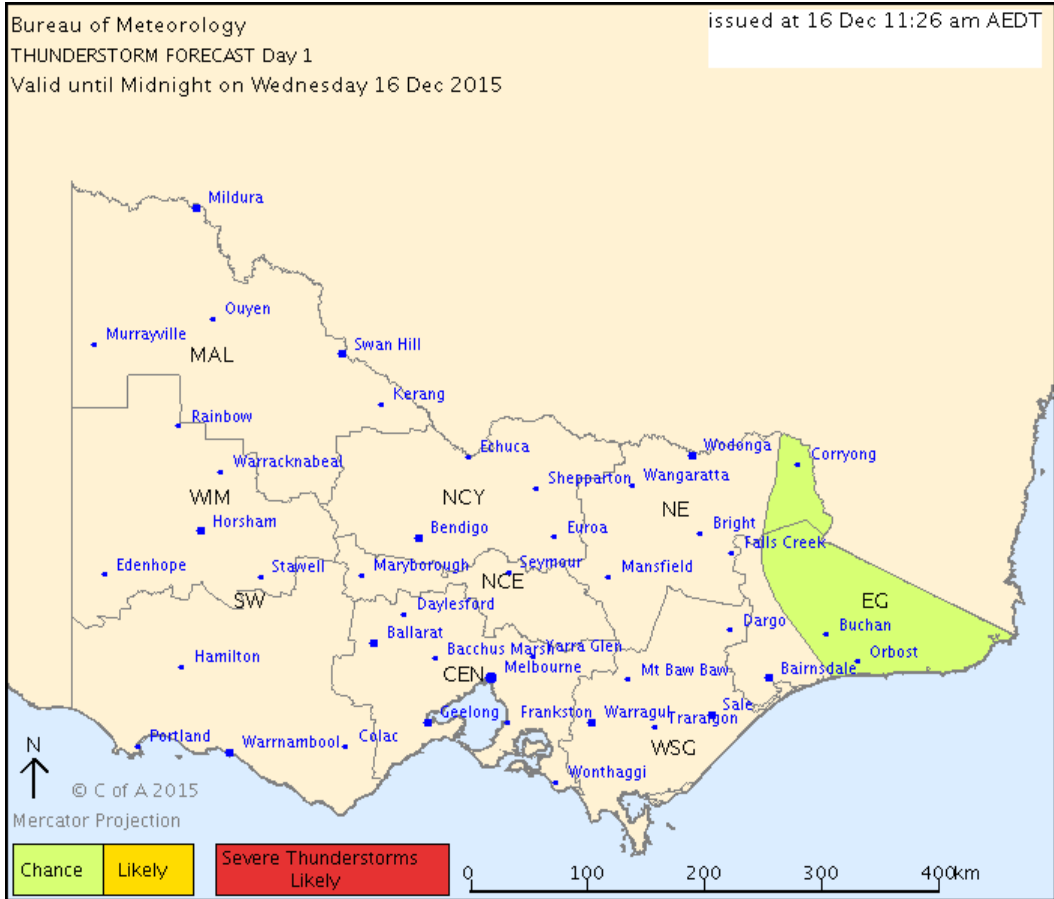 Bureau of Meteorology
issued at 16 Dec 11:26 am AEDT
THUNDERSTORM FORECAST Day 1
Valid until Midnight on Wednesday 16 Dec 2015
Mildura
Ouyen
Murrayville
MAL
Swan Hill
Kerang
Rainbow
Echuca
Wodonga
Corryong
Warracknabeal
Shepparton
Wangaratta
WIM
NCY
NE
Horsham
Bendigo
Euroa
Bright
Falls Creek
Edenhope
Stawell
Maryborough
Seymour
Mansfield
NCE
SW
EG
Daylesford
Dargo
Buchan
Ballarat
Bacchus Marsh
Yarra Glen
Orbost
Hamilton
CEN
Melbourne
Mt Baw Baw
Bairnsdale
Geelong
Frankston
Warragul
Traralgon
Sale
Portland
Warrnambool
Colac
WSG
N
Wonthaggi
© C of A 2015
Mercator Projection
Chance
Likely
Severe Thunderstorms
Likely
0 100 200 300 400km